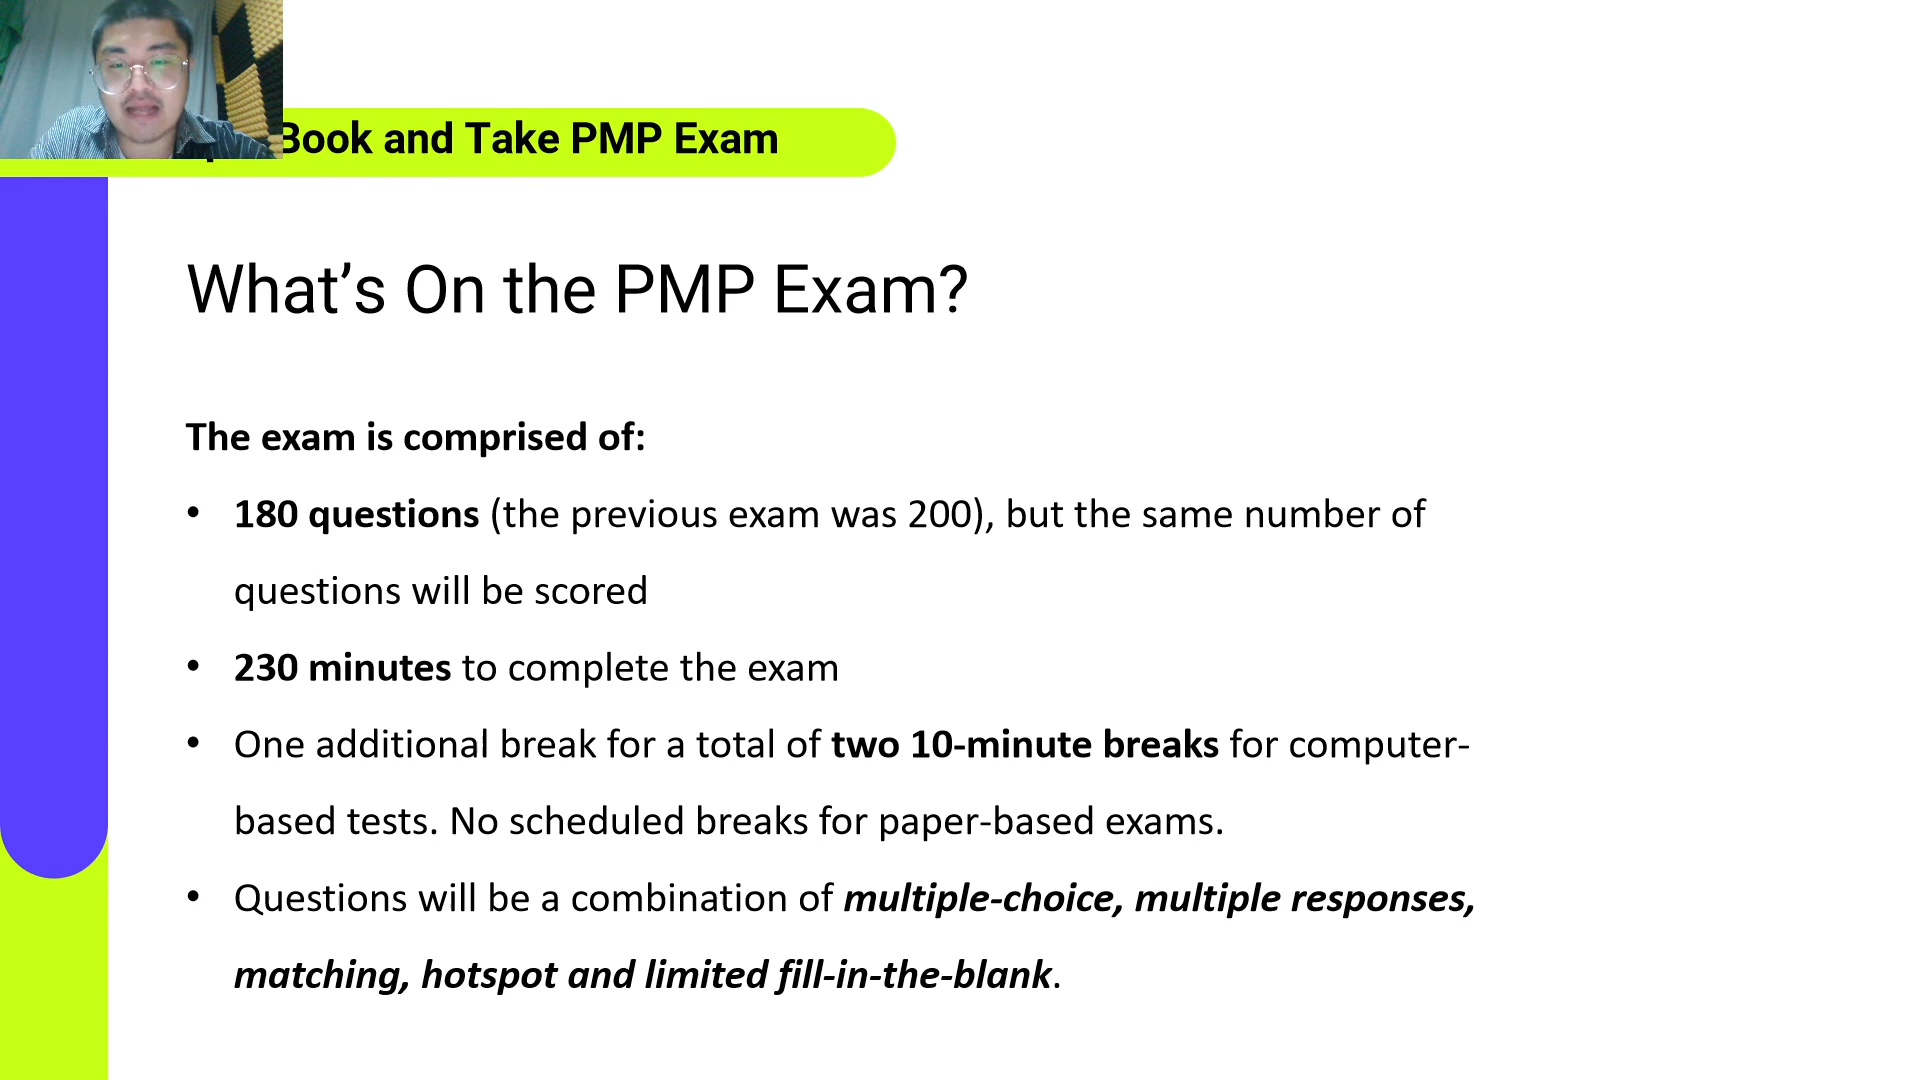 Book and Take PMP Exam
What’s On the PMP Exam?
The exam is comprised of:
• 180 questions (the previous exam was 200), but the same number of
questions will be scored
• 230 minutes to complete the exam
• One additional break for a total of two 10-minute breaks for computer-
based tests. No scheduled breaks for paper-based exams.
• Questions will be a combination of multiple-choice, multiple responses,
matching, hotspot and limited fill-in-the-blank.